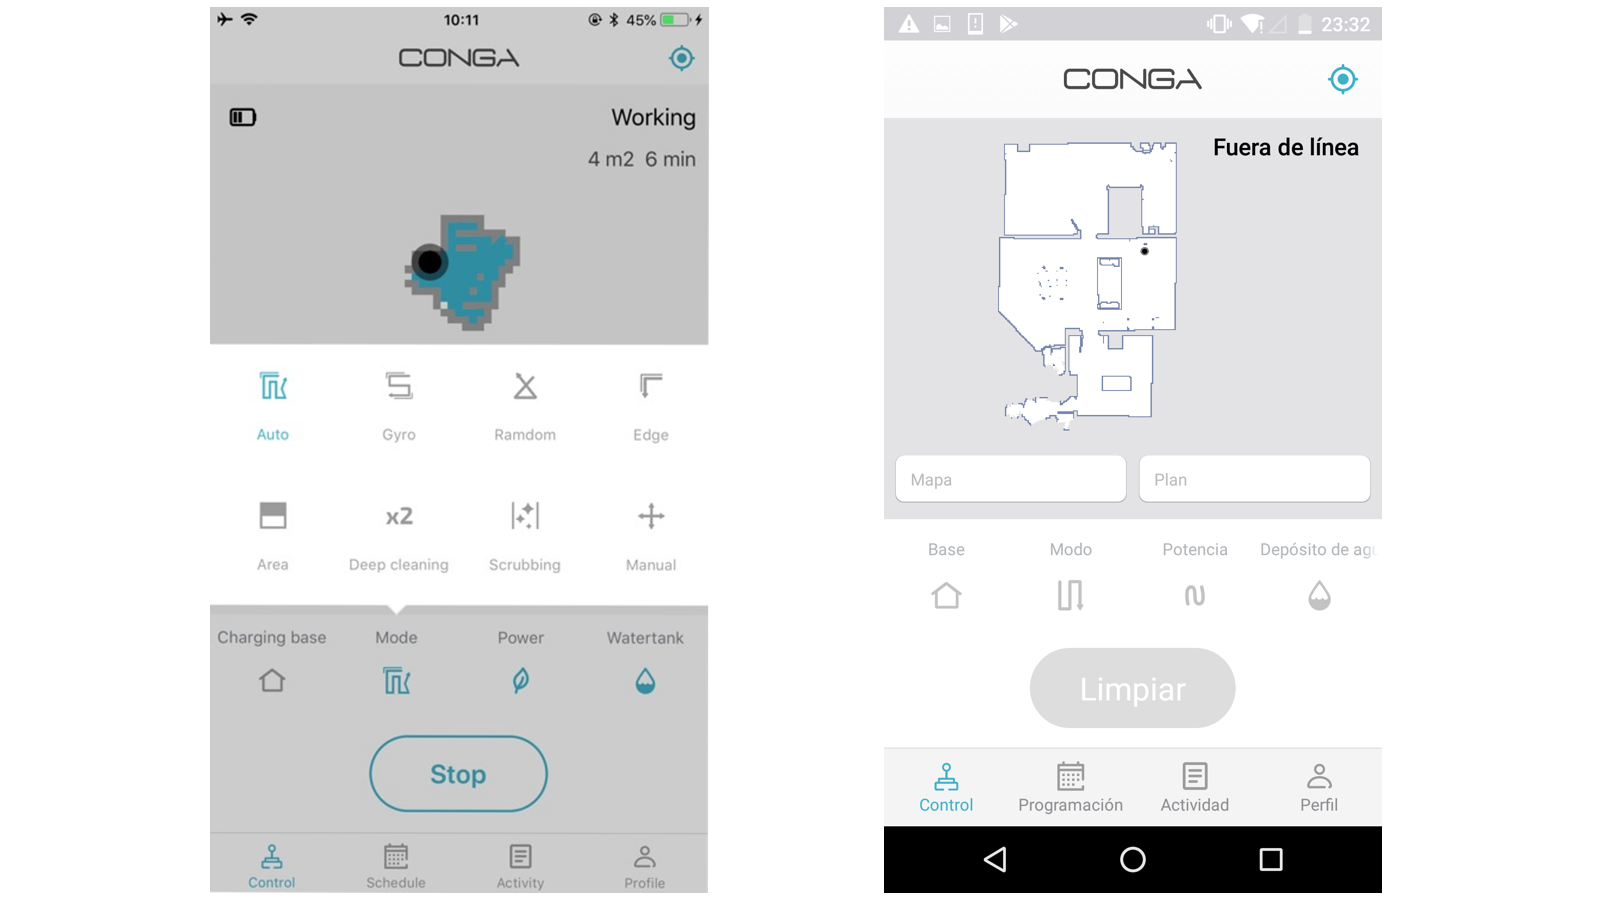 10:11
45%
CONGA
Working
4 m2 6 min
Auto
Gyro
Ramdom
Edge
Area
x2
Deep cleaning
Scrubbing
Manual
Charging base
Mode
Power
Watertank
Stop
Control
Schedule
Activity
Profile
23:32
CONGA
Fuera de línea
Mapa
Plan
Base
Modo
Potencia
Depósito de agu
Limpiar
Control
Programación
Actividad
Perfil